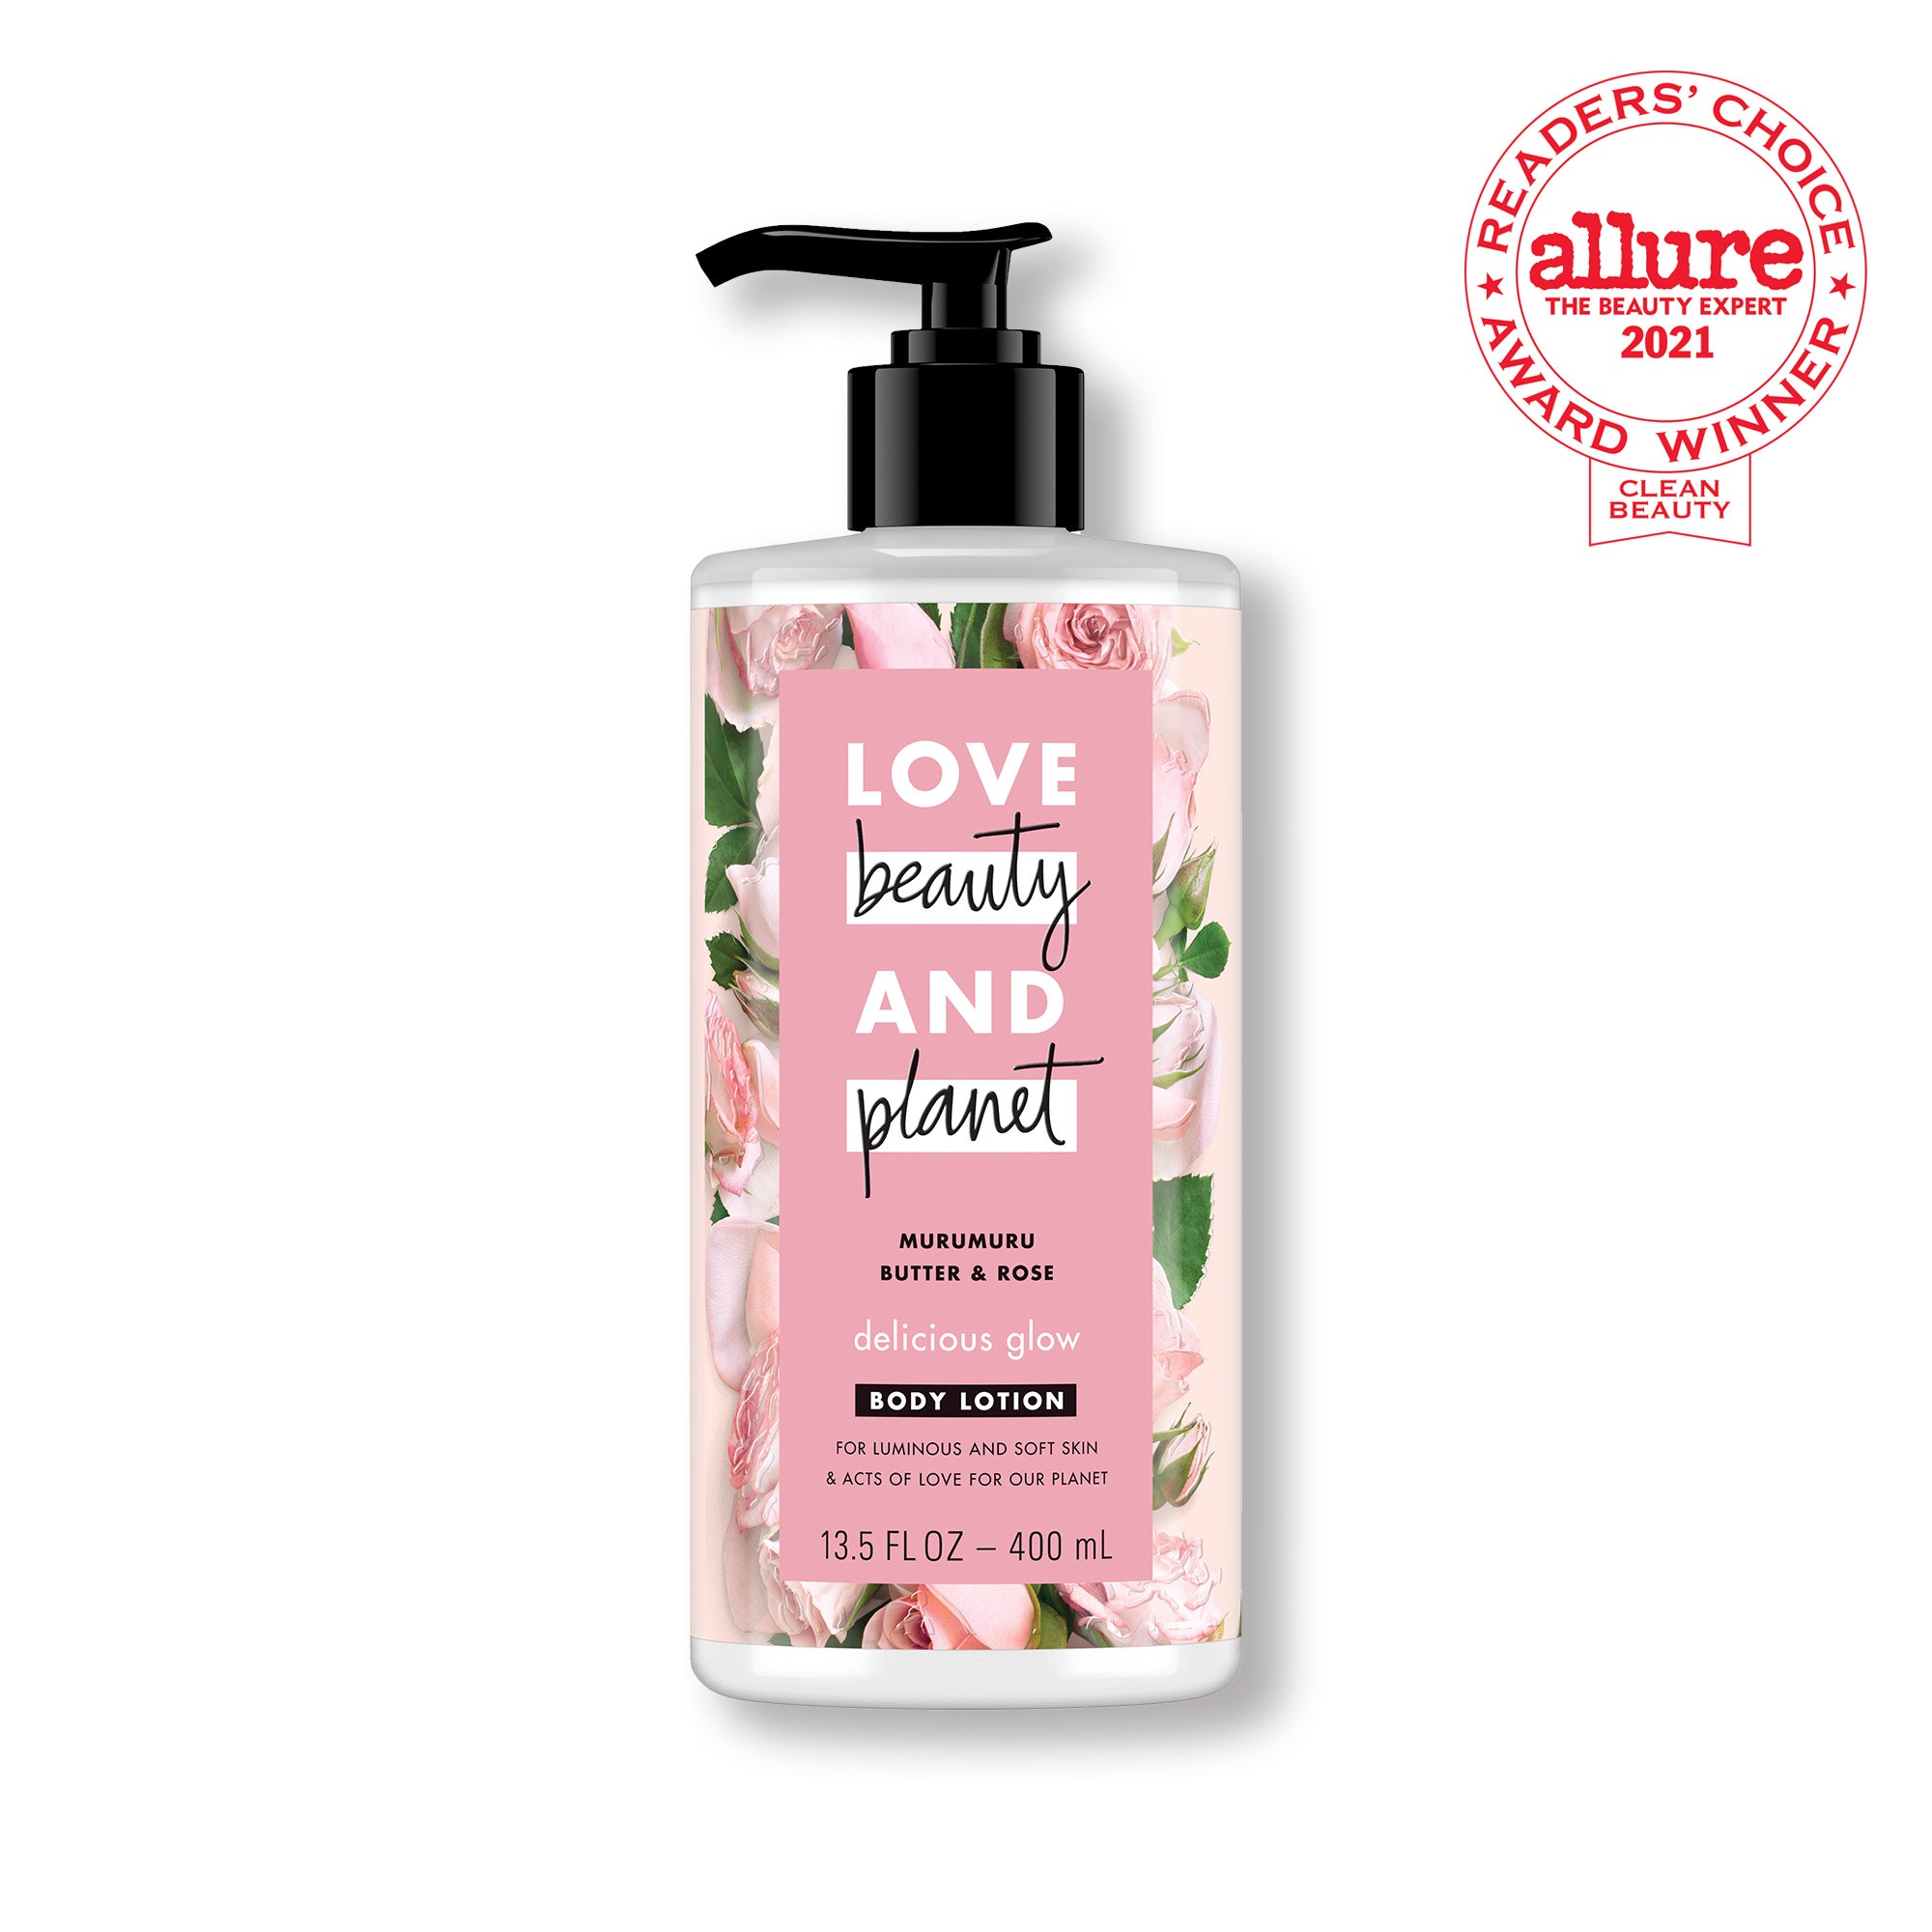 LOVE
beauty
AND
planet
MURUMURU
BUTTER & ROSE
delicious glow
BODY LOTION
FOR LUMINOUS AND SOFT SKIN
& ACTS OF LOVE FOR OUR PLANET
13.5 FL OZ – 400 mL
READERS' CHOICE
allure
THE BEAUTY EXPERT
2021
AWARD WINNER
CLEAN
BEAUTY